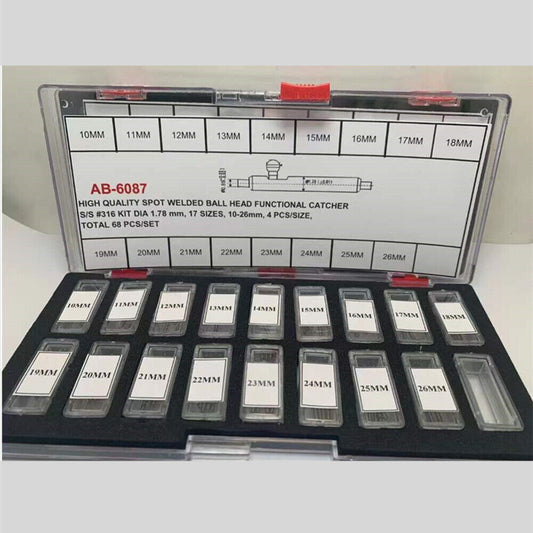 10MM 11MM 12MM 13MM 14MM 15MM 16MM 17MM 18MM
AB-6087
HIGH QUALITY SPOT WELDED BALL HEAD FUNCTIONAL CATCHER
S/S #316 KIT DIA 1.78 mm, 17 SIZES, 10-26mm, 4 PCS/SIZE,
TOTAL 68 PCS/SET
19MM 20MM 21MM 22MM 23MM 24MM 25MM 26MM
10MM 11MM 12MM 13MM 14MM 15MM 16MM 17MM 18MM
19MM 20MM 21MM 22MM 23MM 24MM 25MM 26MM